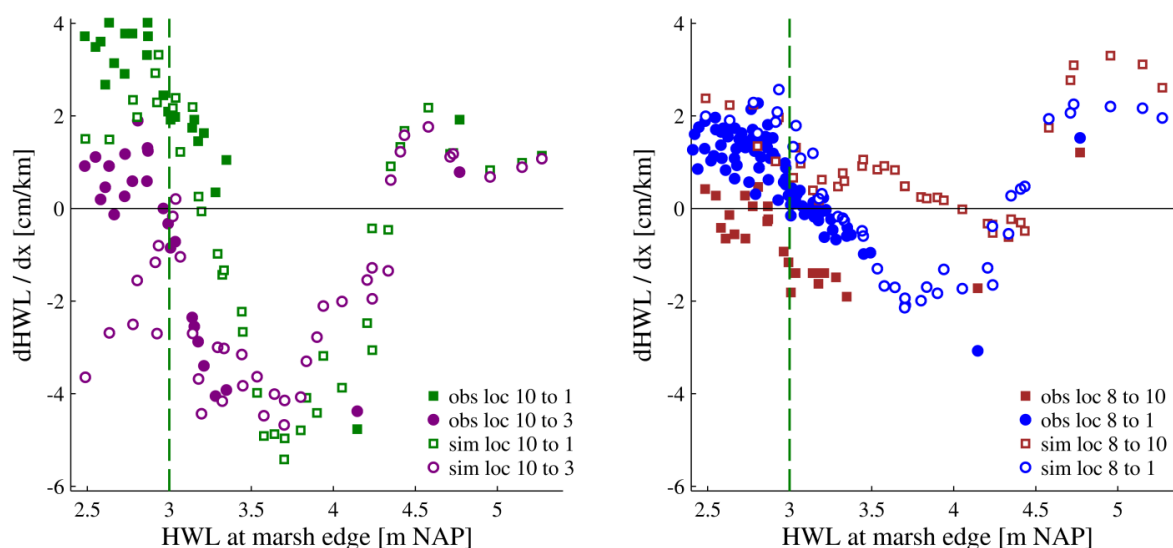 4
2
0
-2
-4
-6
dHWL / dx [cm/km]
2.5 3 3.5 4 4.5 5
HWL at marsh edge [m NAP]
obs loc 10 to 1
obs loc 10 to 3
sim loc 10 to 1
sim loc 10 to 3
4
2
0
-2
-4
-6
dHWL / dx [cm/km]
2.5 3 3.5 4 4.5 5
HWL at marsh edge [m NAP]
obs loc 8 to 10
obs loc 8 to 1
sim loc 8 to 10
sim loc 8 to 1